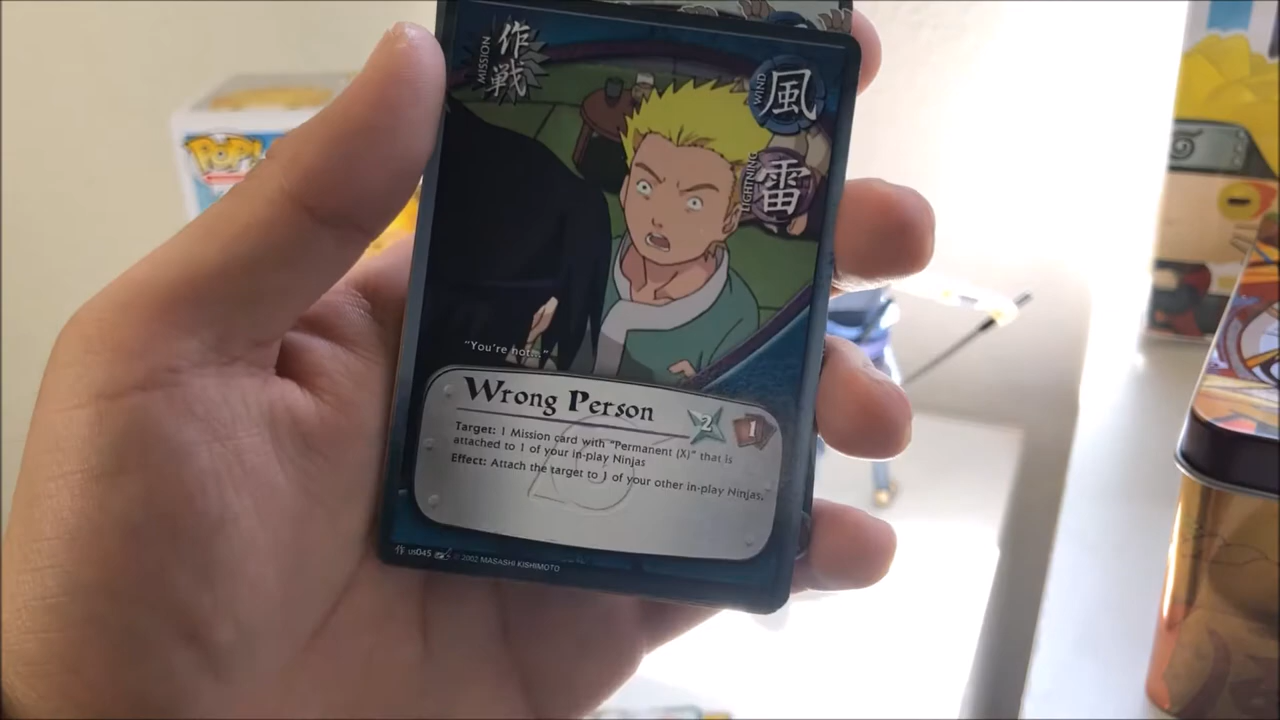 作戦
MISSION
風
WIND
雷
LIGHTNING
"You're not..."
Wrong Person
2
1
Target: 1 Mission card with "Permanent (X)" that is
attached to 1 of your in-play Ninjas
Effect: Attach the target to 1 of your other in-play Ninjas.
作 us045 © 2002 MASASHI KISHIMOTO
POP!